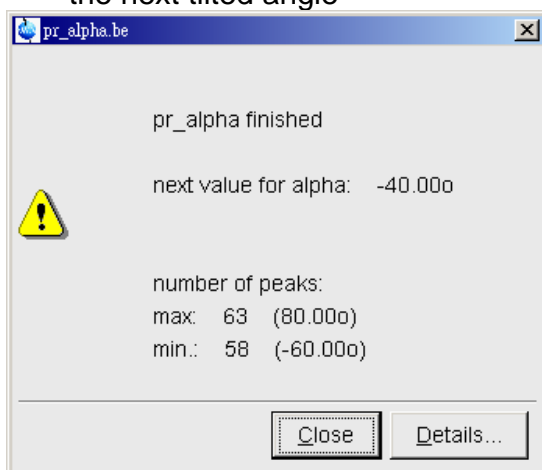 the next tilted angle
pr_alpha.be
pr_alpha finished
next value for alpha: -40.00o
number of peaks:
max: 63 (80.00o)
min.: 58 (-60.00o)
Close Details...